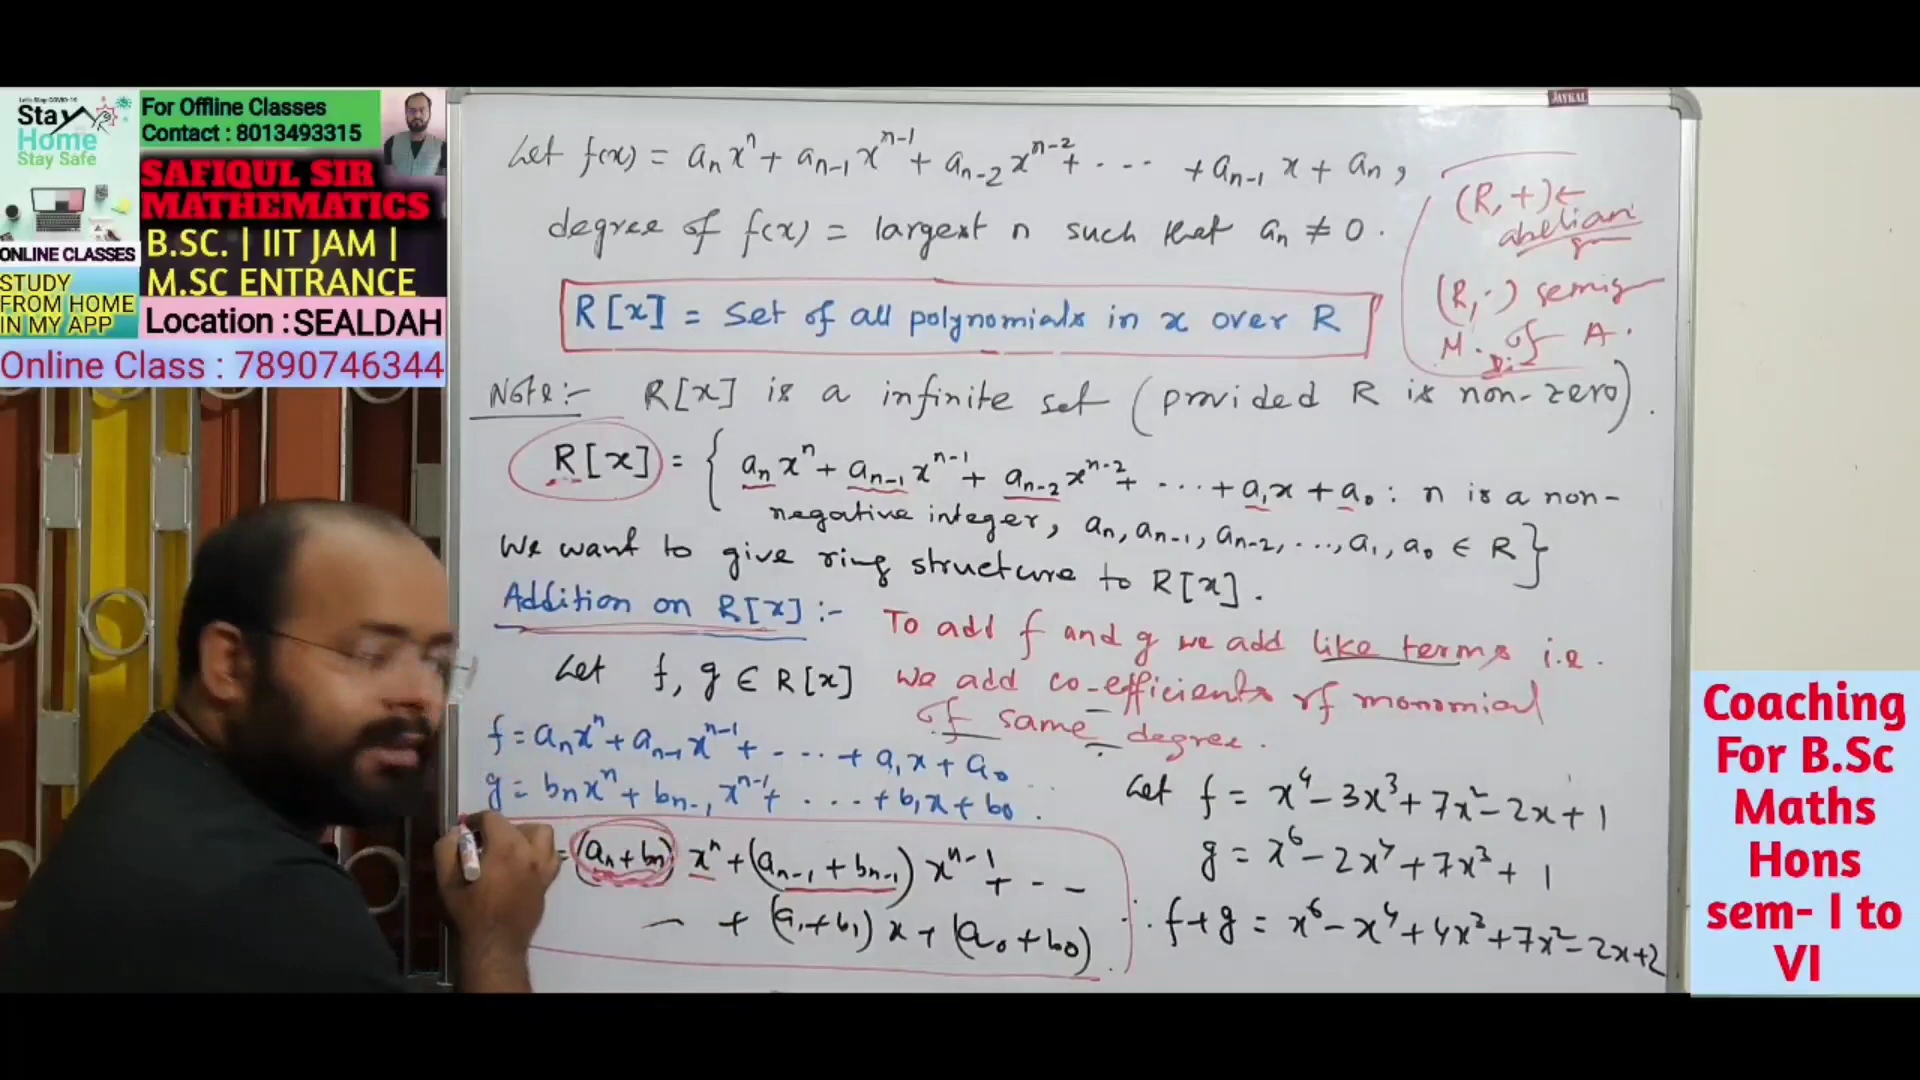 Stay
Home
Stay Safe
For Offline Classes
Contact : 8013493315
SAFIQUL SIR
MATHEMATICS
B.SC. | IIT JAM |
M.SC ENTRANCE
ONLINE CLASSES
STUDY
FROM HOME
IN MY APP
Location :SEALDAH
Online Class : 7890746344
JAYKAL
Let f(x) = aₙxⁿ + aₙ₋₁xⁿ⁻¹ + aₙ₋₂xⁿ⁻² + ... + aₙ₋₁x + aₙ,
degree of f(x) = largest n such that aₙ ≠ 0.
R[x] = Set of all polynomials in x over R
(R, +) ←
abelian
(R, ·) semig
M. of A.
Note:- R[x] is a infinite set (provided R is non-zero).
R[x] = { aₙxⁿ + aₙ₋₁xⁿ⁻¹ + aₙ₋₂xⁿ⁻² + ... + a₁x + a₀ : n is a non-
negative integer, aₙ, aₙ₋₁, aₙ₋₂, ..., a₁, a₀ ∈ R }
We want to give ring structure to R[x].
Addition on R[x] :-
To add f and g we add like terms i.e.
we add co-efficients of monomial
of same degree.
Let f, g ∈ R[x]
f = aₙxⁿ + aₙ₋₁xⁿ⁻¹ + ... + a₁x + a₀
g = bₙxⁿ + bₙ₋₁xⁿ⁻¹ + ... + b₁x + b₀.
= (aₙ + bₙ) xⁿ + (aₙ₋₁ + bₙ₋₁) xⁿ⁻¹ + - -
— + (a₁ + b₁) x + (a₀ + b₀).
Let f = x⁴ - 3x³ + 7x² - 2x + 1
g = x⁶ - 2x⁴ + 7x³ + 1
∴ f+g = x⁶ - x⁴ + 4x³ + 7x² - 2x + 2
Coaching
For B.Sc
Maths
Hons
sem- I to
VI